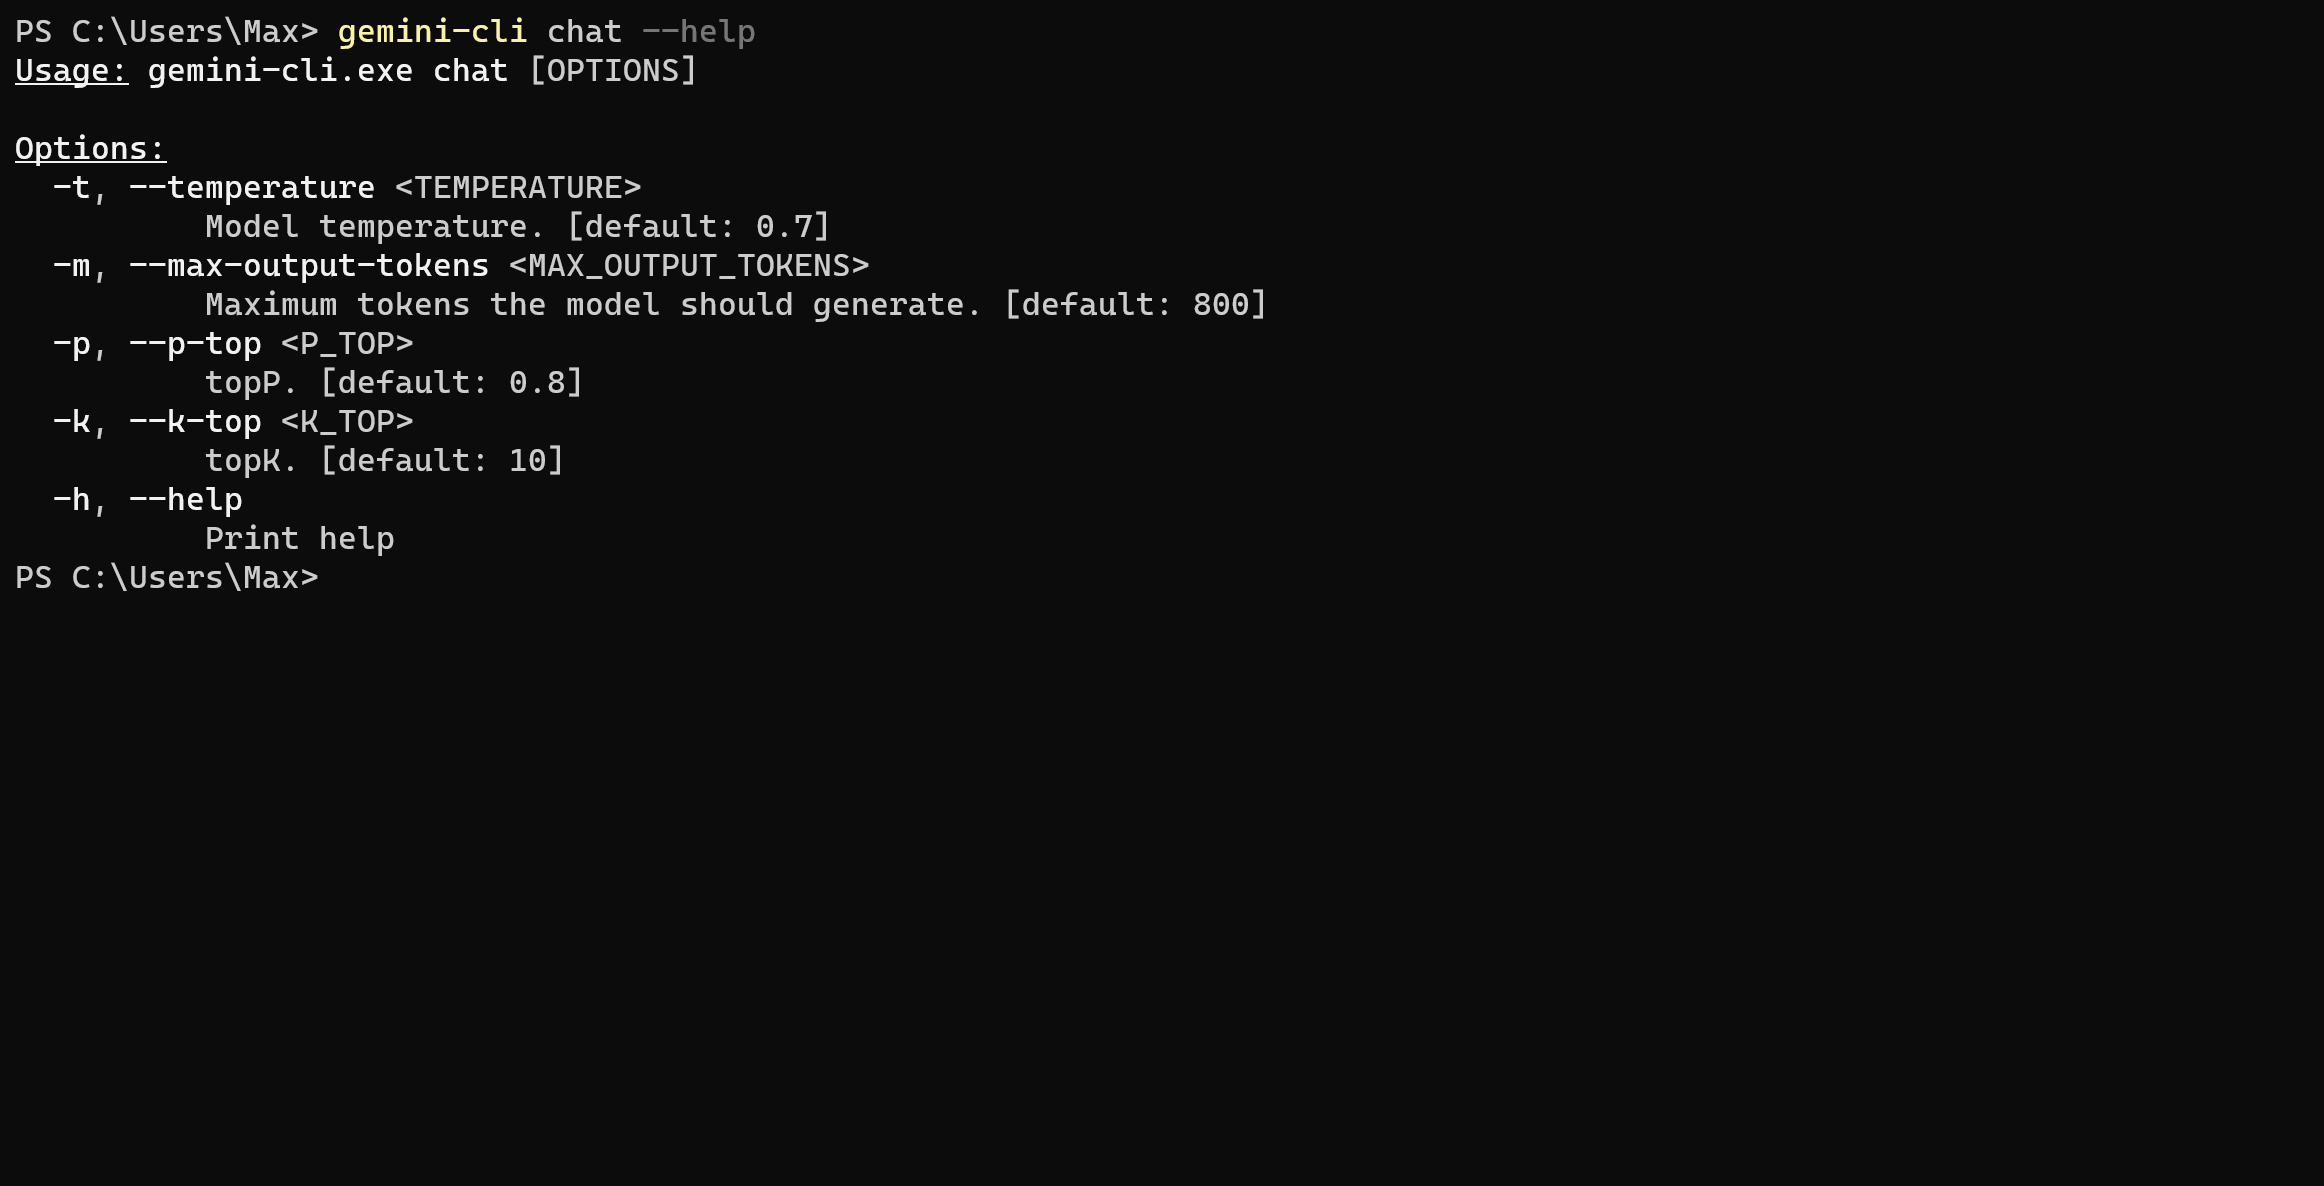 PS C:\Users\Max> gemini-cli chat --help
Usage: gemini-cli.exe chat [OPTIONS]

Options:
  -t, --temperature <TEMPERATURE>
          Model temperature. [default: 0.7]
  -m, --max-output-tokens <MAX_OUTPUT_TOKENS>
          Maximum tokens the model should generate. [default: 800]
  -p, --p-top <P_TOP>
          topP. [default: 0.8]
  -k, --k-top <K_TOP>
          topK. [default: 10]
  -h, --help
          Print help
PS C:\Users\Max>